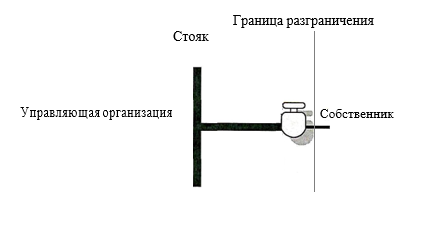 Граница разграничения
Стояк
Управляющая организация
Собственник